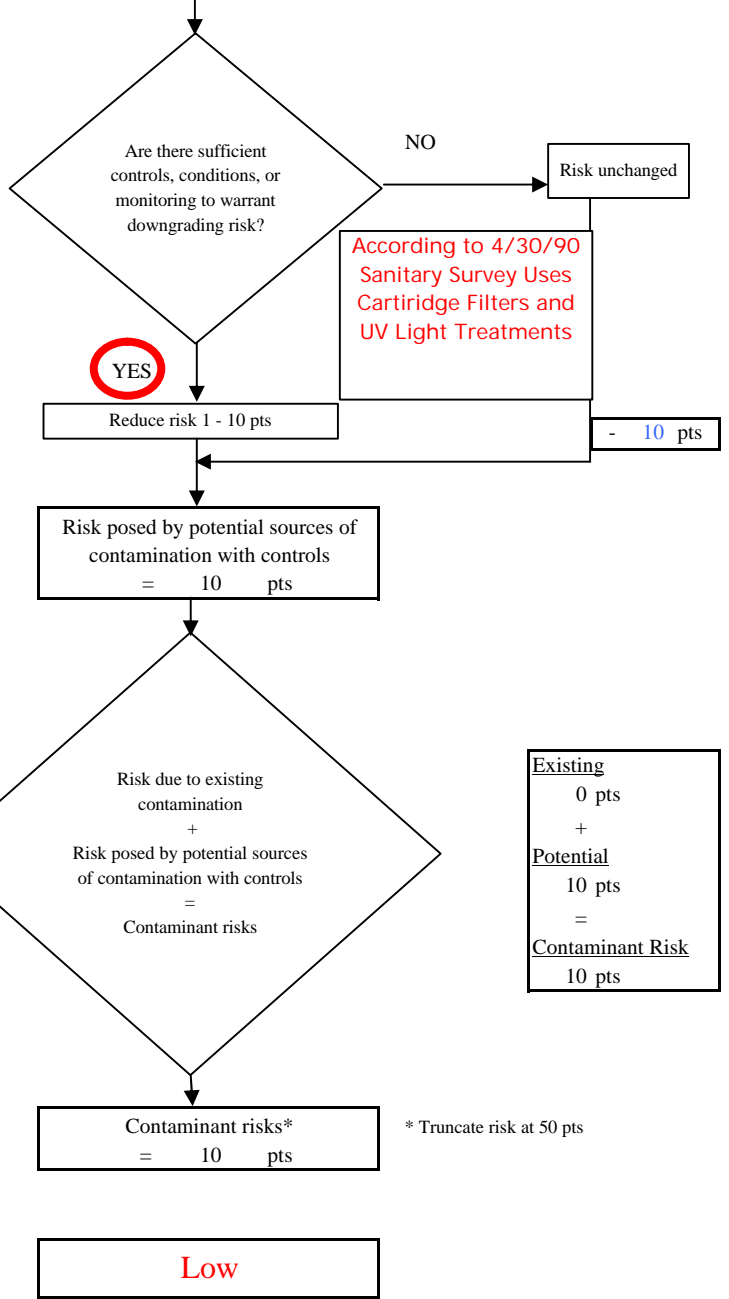 Are there sufficient
controls, conditions, or
monitoring to warrant
downgrading risk?
NO
Risk unchanged
According to 4/30/90
Sanitary Survey Uses
Cartiridge Filters and
UV Light Treatments
YES
Reduce risk 1 - 10 pts
- 10 pts
Risk posed by potential sources of
contamination with controls
= 10 pts
Risk due to existing
contamination
+
Risk posed by potential sources
of contamination with controls
=
Contaminant risks
Existing
0 pts
+
Potential
10 pts
=
Contaminant Risk
10 pts
Contaminant risks*
= 10 pts
* Truncate risk at 50 pts
Low